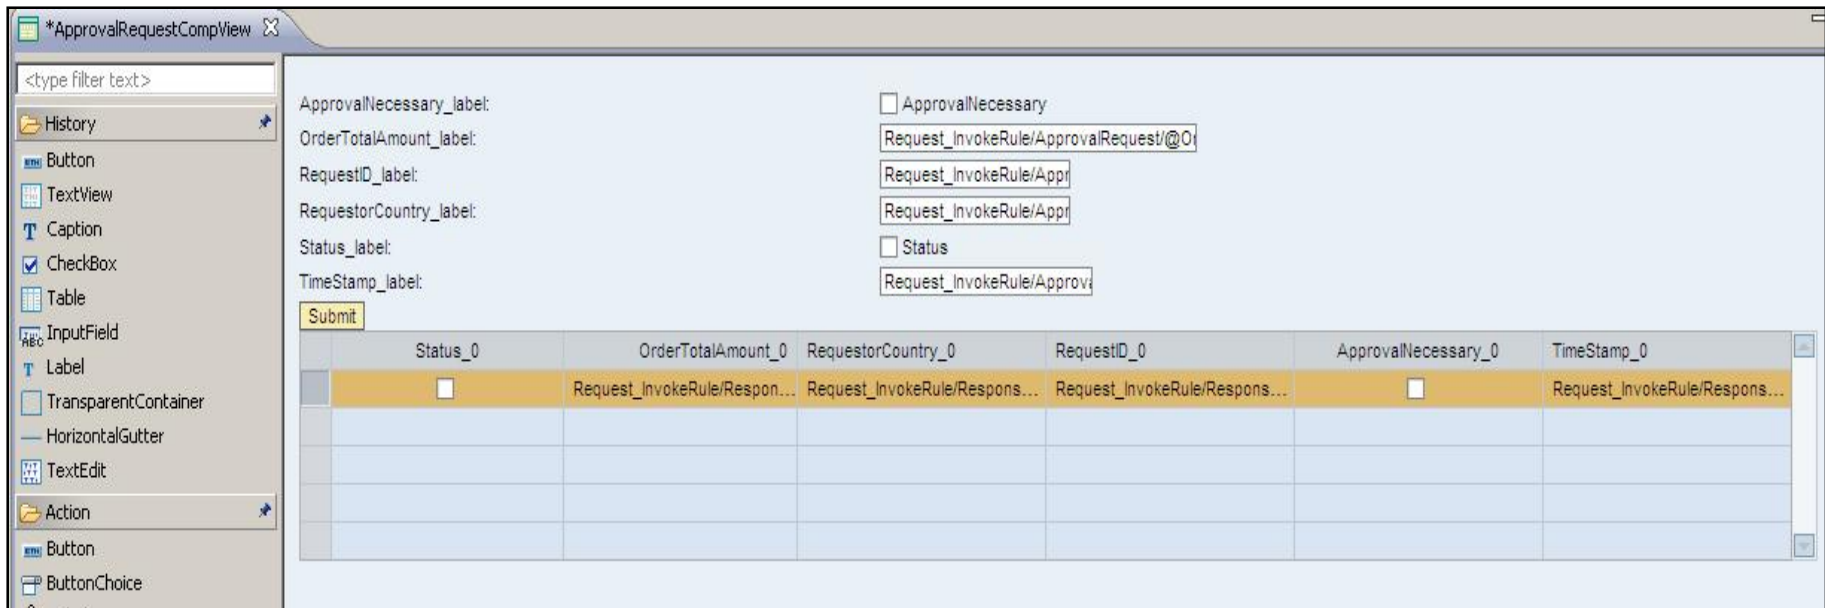 *ApprovalRequestCompView
<type filter text>
History
Button
TextView
Caption
CheckBox
Table
InputField
Label
TransparentContainer
HorizontalGutter
TextEdit
Action
Button
ButtonChoice
ApprovalNecessary_label: ApprovalNecessary
OrderTotalAmount_label: Request_InvokeRule/ApprovalRequest/@Or
RequestID_label: Request_InvokeRule/Appr
RequestorCountry_label: Request_InvokeRule/Appr
Status_label: Status
TimeStamp_label: Request_InvokeRule/Approva
Submit
Status_0 OrderTotalAmount_0 RequestorCountry_0 RequestID_0 ApprovalNecessary_0 TimeStamp_0
Request_InvokeRule/Respon... Request_InvokeRule/Respons... Request_InvokeRule/Respons... Request_InvokeRule/Respons...